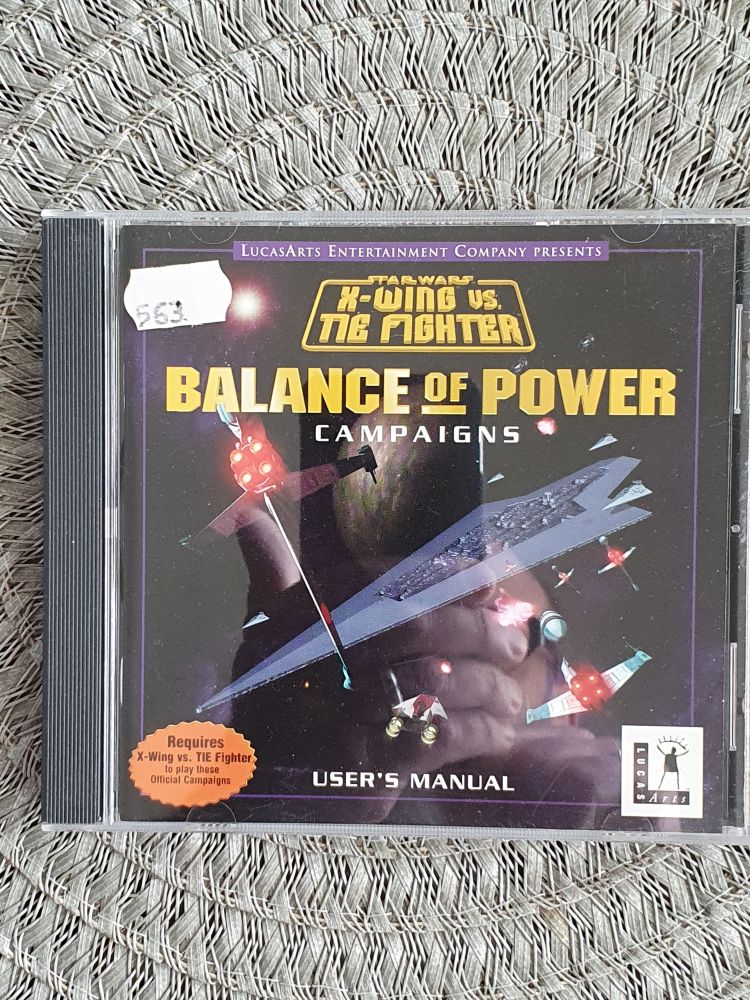 LUCASARTS ENTERTAINMENT COMPANY PRESENTS
563
STAR WARS
X-WING VS.
TIE FIGHTER
BALANCE OF POWER™
CAMPAIGNS
Requires
X-Wing vs. TIE Fighter
to play these
Official Campaigns
USER'S MANUAL
LUCAS
Arts